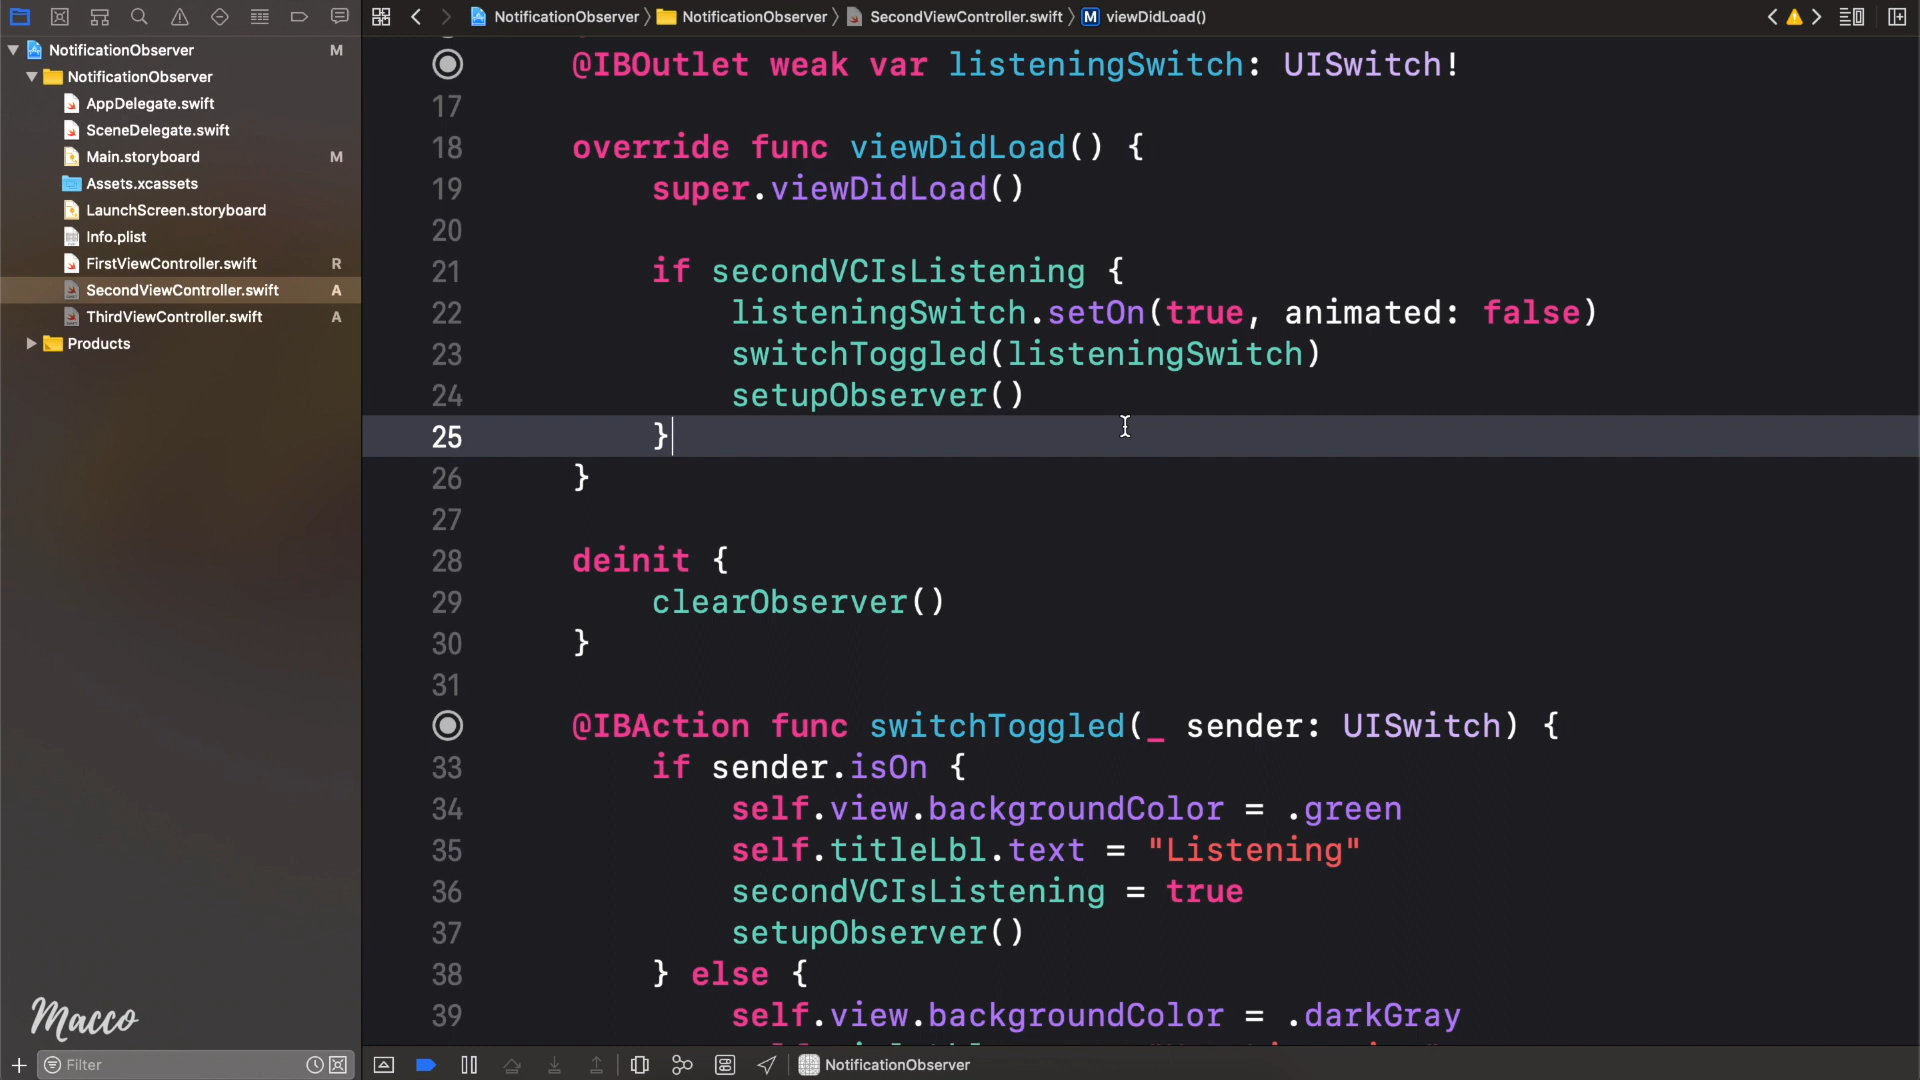 NotificationObserver M
NotificationObserver
AppDelegate.swift
SceneDelegate.swift
Main.storyboard M
Assets.xcassets
LaunchScreen.storyboard
Info.plist
FirstViewController.swift R
SecondViewController.swift A
ThirdViewController.swift A
Products
Macco
Filter
NotificationObserver NotificationObserver SecondViewController.swift M viewDidLoad()
@IBOutlet weak var listeningSwitch: UISwitch!
17
18 override func viewDidLoad() {
19 super.viewDidLoad()
20
21 if secondVCIsListening {
22 listeningSwitch.setOn(true, animated: false)
23 switchToggled(listeningSwitch)
24 setupObserver()
25 }
26 }
27
28 deinit {
29 clearObserver()
30 }
31
@IBAction func switchToggled(_ sender: UISwitch) {
33 if sender.isOn {
34 self.view.backgroundColor = .green
35 self.titleLbl.text = "Listening"
36 secondVCIsListening = true
37 setupObserver()
38 } else {
39 self.view.backgroundColor = .darkGray
NotificationObserver